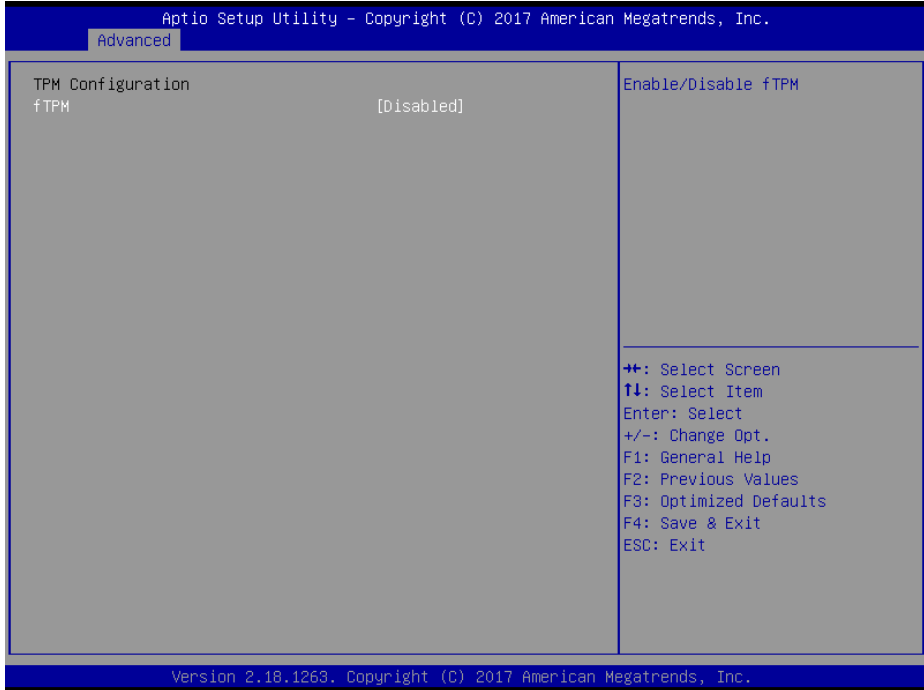 Aptio Setup Utility – Copyright (C) 2017 American Megatrends, Inc.
Advanced
TPM Configuration
fTPM [Disabled]
Enable/Disable fTPM
→←: Select Screen
↑↓: Select Item
Enter: Select
+/-: Change Opt.
F1: General Help
F2: Previous Values
F3: Optimized Defaults
F4: Save & Exit
ESC: Exit
Version 2.18.1263. Copyright (C) 2017 American Megatrends, Inc.